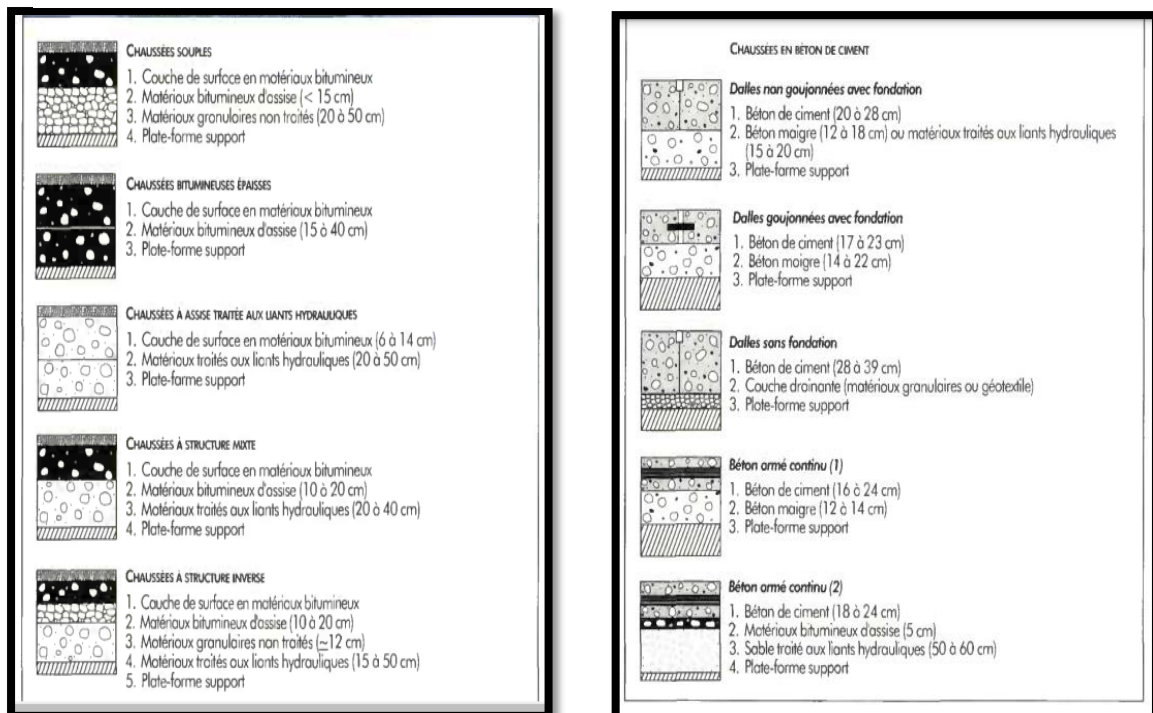 CHAUSSÉES SOUPLES
1. Couche de surface en matériaux bitumineux
2. Matériaux bitumineux d'assise (< 15 cm)
3. Matériaux granulaires non traités (20 à 50 cm)
4. Plate-forme support
CHAUSSÉES BITUMINEUSES ÉPAISSES
1. Couche de surface en matériaux bitumineux
2. Matériaux bitumineux d'assise (15 à 40 cm)
3. Plate-forme support
CHAUSSÉES À ASSISE TRAITÉE AUX LIANTS HYDRAULIQUES
1. Couche de surface en matériaux bitumineux (6 à 14 cm)
2. Matériaux traités aux liants hydrauliques (20 à 50 cm)
3. Plate-forme support
CHAUSSÉES À STRUCTURE MIXTE
1. Couche de surface en matériaux bitumineux
2. Matériaux bitumineux d'assise (10 à 20 cm)
3. Matériaux traités aux liants hydrauliques (20 à 40 cm)
4. Plate-forme support
CHAUSSÉES À STRUCTURE INVERSE
1. Couche de surface en matériaux bitumineux
2. Matériaux bitumineux d'assise (10 à 20 cm)
3. Matériaux granulaires non traités (~12 cm)
4. Matériaux traités aux liants hydrauliques (15 à 50 cm)
5. Plate-forme support
CHAUSSÉES EN BÉTON DE CIMENT
Dalles non goujonnées avec fondation
1. Béton de ciment (20 à 28 cm)
2. Béton maigre (12 à 18 cm) ou matériaux traités aux liants hydrauliques
(15 à 20 cm)
3. Plate-forme support
Dalles goujonnées avec fondation
1. Béton de ciment (17 à 23 cm)
2. Béton maigre (14 à 22 cm)
3. Plate-forme support
Dalles sans fondation
1. Béton de ciment (28 à 39 cm)
2. Couche drainante (matériaux granulaires ou géotextile)
3. Plate-forme support
Béton armé continu (1)
1. Béton de ciment (16 à 24 cm)
2. Béton maigre (12 à 14 cm)
3. Plate-forme support
Béton armé continu (2)
1. Béton de ciment (18 à 24 cm)
2. Matériaux bitumineux d'assise (5 cm)
3. Sable traité aux liants hydrauliques (50 à 60 cm)
4. Plate-forme support